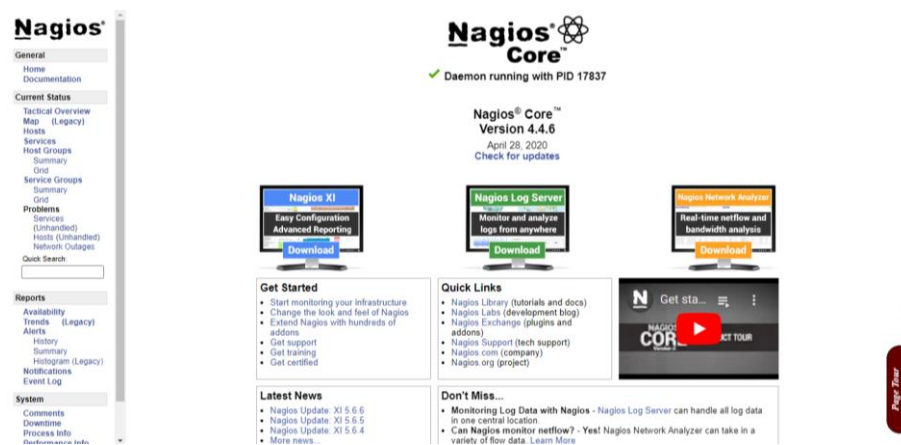 Nagios®
General
Home
Documentation
Current Status
Tactical Overview
Map (Legacy)
Hosts
Services
Host Groups
Summary
Grid
Service Groups
Summary
Grid
Problems
Services
(Unhandled)
Hosts (Unhandled)
Network Outages
Quick Search:
Reports
Availability
Trends (Legacy)
Alerts
History
Summary
Histogram (Legacy)
Notifications
Event Log
System
Comments
Downtime
Process Info
Performance Info
Nagios®
Core™
Daemon running with PID 17837
Nagios® Core™
Version 4.4.6
April 28, 2020
Check for updates
Nagios XI
Easy Configuration
Advanced Reporting
Download
Nagios Log Server
Monitor and analyze
logs from anywhere
Download
Nagios Network Analyzer
Real-time netflow and
bandwidth analysis
Download
Get Started
Start monitoring your infrastructure
Change the look and feel of Nagios
Extend Nagios with hundreds of
addons
Get support
Get training
Get certified
Quick Links
Nagios Library (tutorials and docs)
Nagios Labs (development blog)
Nagios Exchange (plugins and
addons)
Nagios Support (tech support)
Nagios.com (company)
Nagios.org (project)
N Get sta...
NAGIOS
CORE
CT TOUR
Latest News
Nagios Update: XI 5.6.6
Nagios Update: XI 5.6.5
Nagios Update: XI 5.6.4
More news...
Don't Miss...
Monitoring Log Data with Nagios - Nagios Log Server can handle all log data
in one central location.
Can Nagios monitor netflow? - Yes! Nagios Network Analyzer can take in a
variety of flow data. Learn More
Page Tour